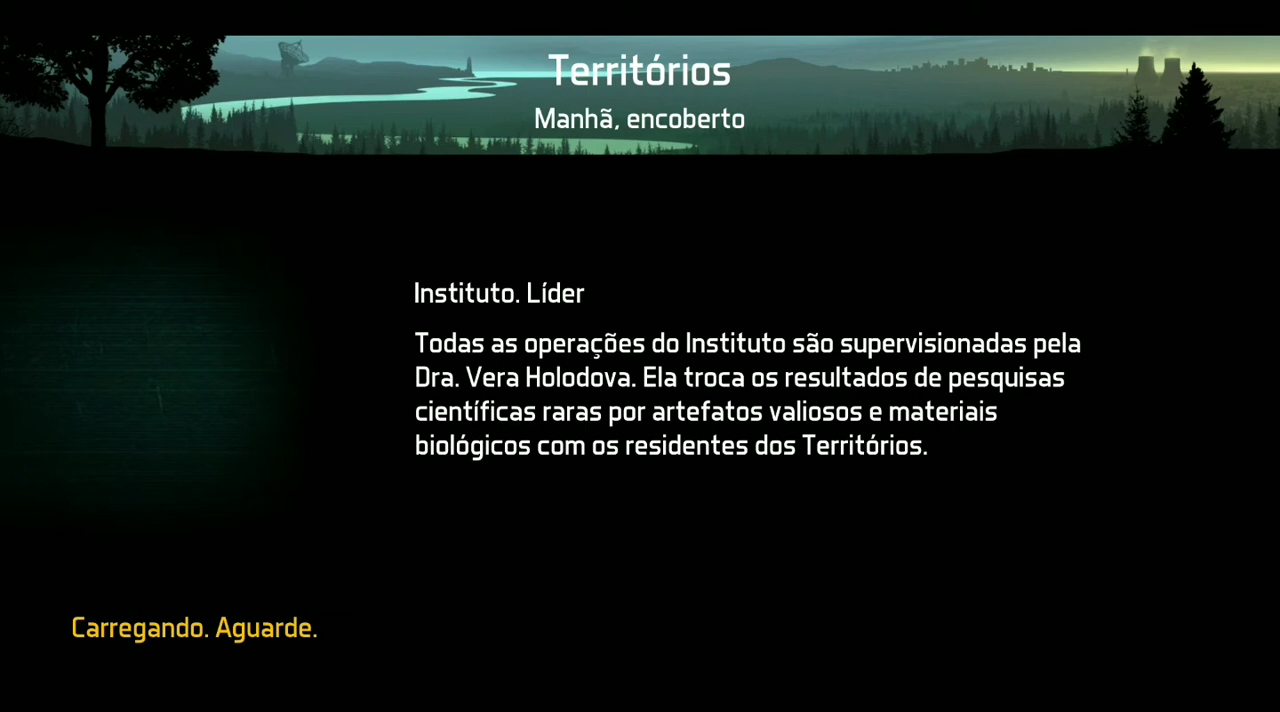 Territórios
Manhã, encoberto
Instituto. Líder
Todas as operações do Instituto são supervisionadas pela
Dra. Vera Holodova. Ela troca os resultados de pesquisas
científicas raras por artefatos valiosos e materiais
biológicos com os residentes dos Territórios.
Carregando. Aguarde.